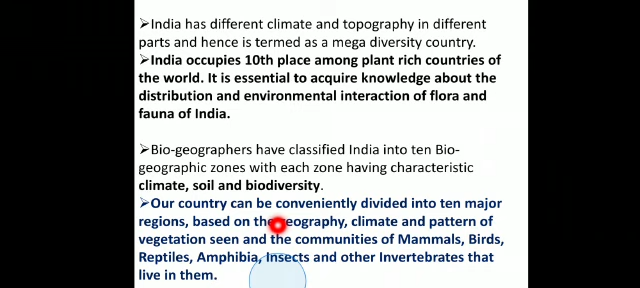 ➢India has different climate and topography in different
parts and hence is termed as a mega diversity country.
➢India occupies 10th place among plant rich countries of
the world. It is essential to acquire knowledge about the
distribution and environmental interaction of flora and
fauna of India.
➢Bio-geographers have classified India into ten Bio-
geographic zones with each zone having characteristic
climate, soil and biodiversity.
➢Our country can be conveniently divided into ten major
regions, based on the geography, climate and pattern of
vegetation seen and the communities of Mammals, Birds,
Reptiles, Amphibia, Insects and other Invertebrates that
live in them.